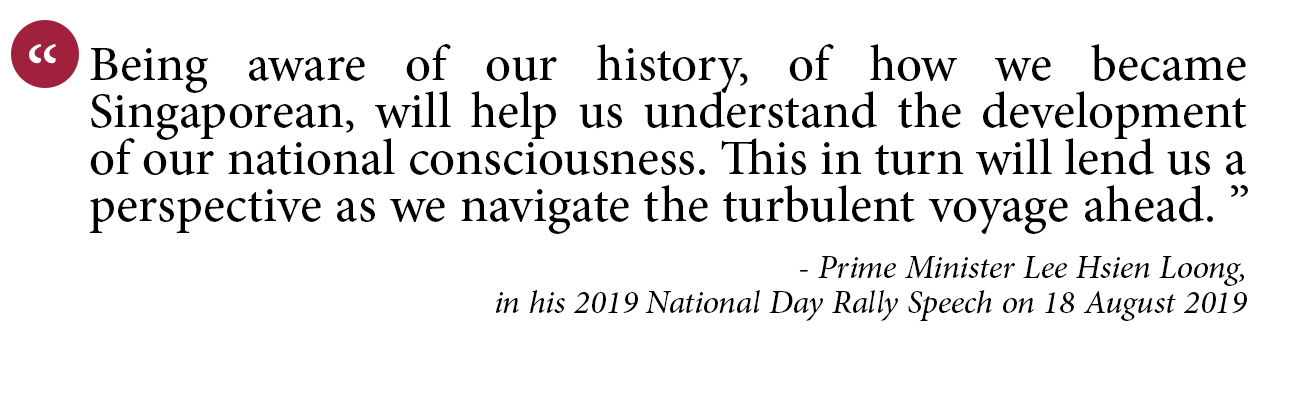 “ Being aware of our history, of how we became
Singaporean, will help us understand the development
of our national consciousness. This in turn will lend us a
perspective as we navigate the turbulent voyage ahead. ”
- Prime Minister Lee Hsien Loong,
in his 2019 National Day Rally Speech on 18 August 2019